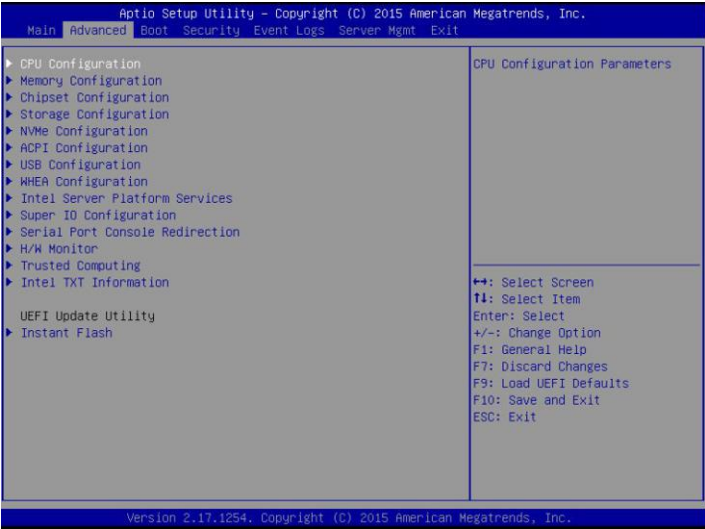 Aptio Setup Utility – Copyright (C) 2015 American Megatrends, Inc.
Main Advanced Boot Security Event Logs Server Mgmt Exit
CPU Configuration
Memory Configuration
Chipset Configuration
Storage Configuration
NVMe Configuration
ACPI Configuration
USB Configuration
WHEA Configuration
Intel Server Platform Services
Super IO Configuration
Serial Port Console Redirection
H/W Monitor
Trusted Computing
Intel TXT Information
UEFI Update Utility
Instant Flash
CPU Configuration Parameters
↔: Select Screen
↑↓: Select Item
Enter: Select
+/-: Change Option
F1: General Help
F7: Discard Changes
F9: Load UEFI Defaults
F10: Save and Exit
ESC: Exit
Version 2.17.1254. Copyright (C) 2015 American Megatrends, Inc.